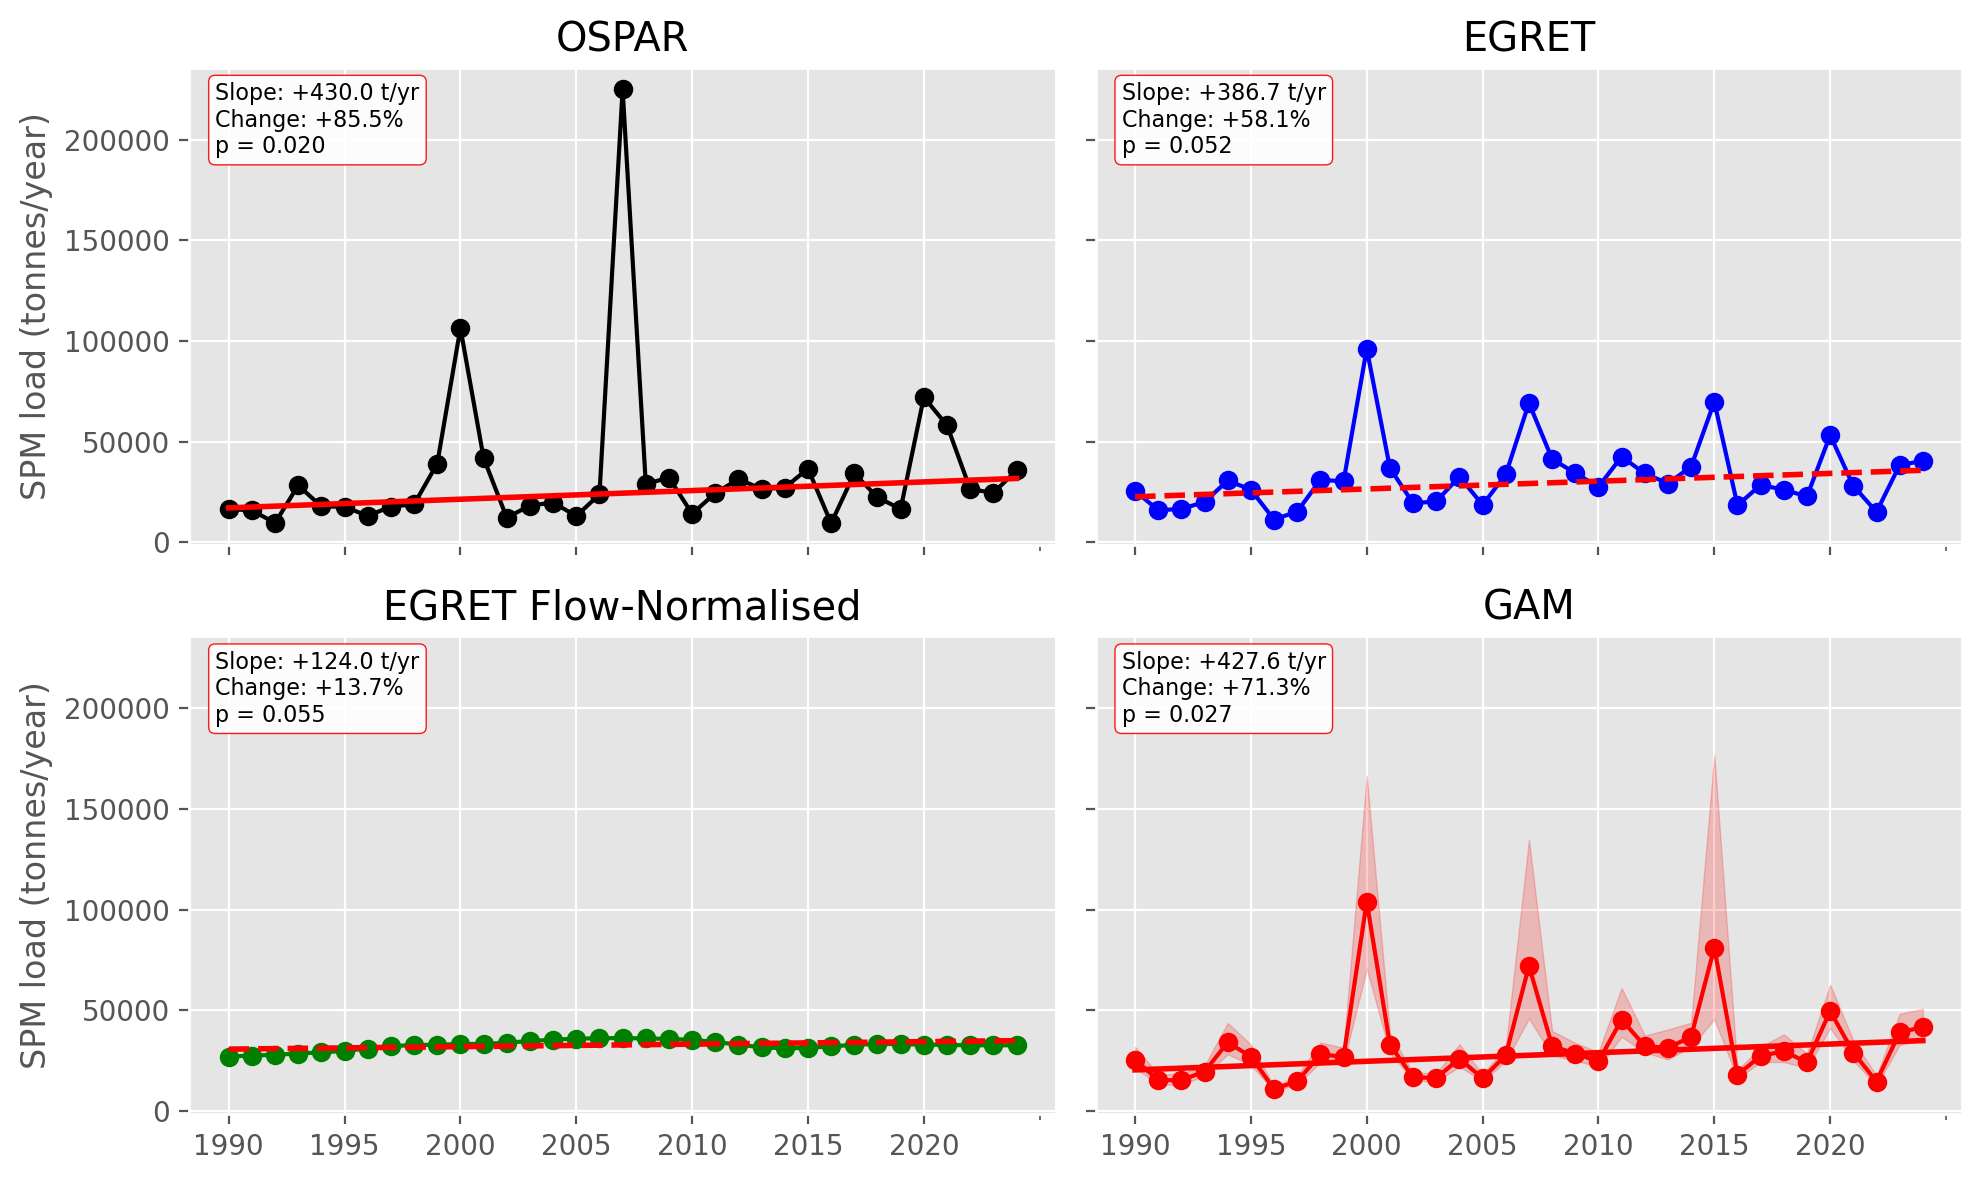 OSPAR
EGRET
SPM load (tonnes/year)
200000
150000
100000
50000
0
Slope: +430.0 t/yr
Change: +85.5%
p = 0.020
Slope: +386.7 t/yr
Change: +58.1%
p = 0.052
EGRET Flow-Normalised
GAM
SPM load (tonnes/year)
200000
150000
100000
50000
0
Slope: +124.0 t/yr
Change: +13.7%
p = 0.055
Slope: +427.6 t/yr
Change: +71.3%
p = 0.027
1990 1995 2000 2005 2010 2015 2020
1990 1995 2000 2005 2010 2015 2020